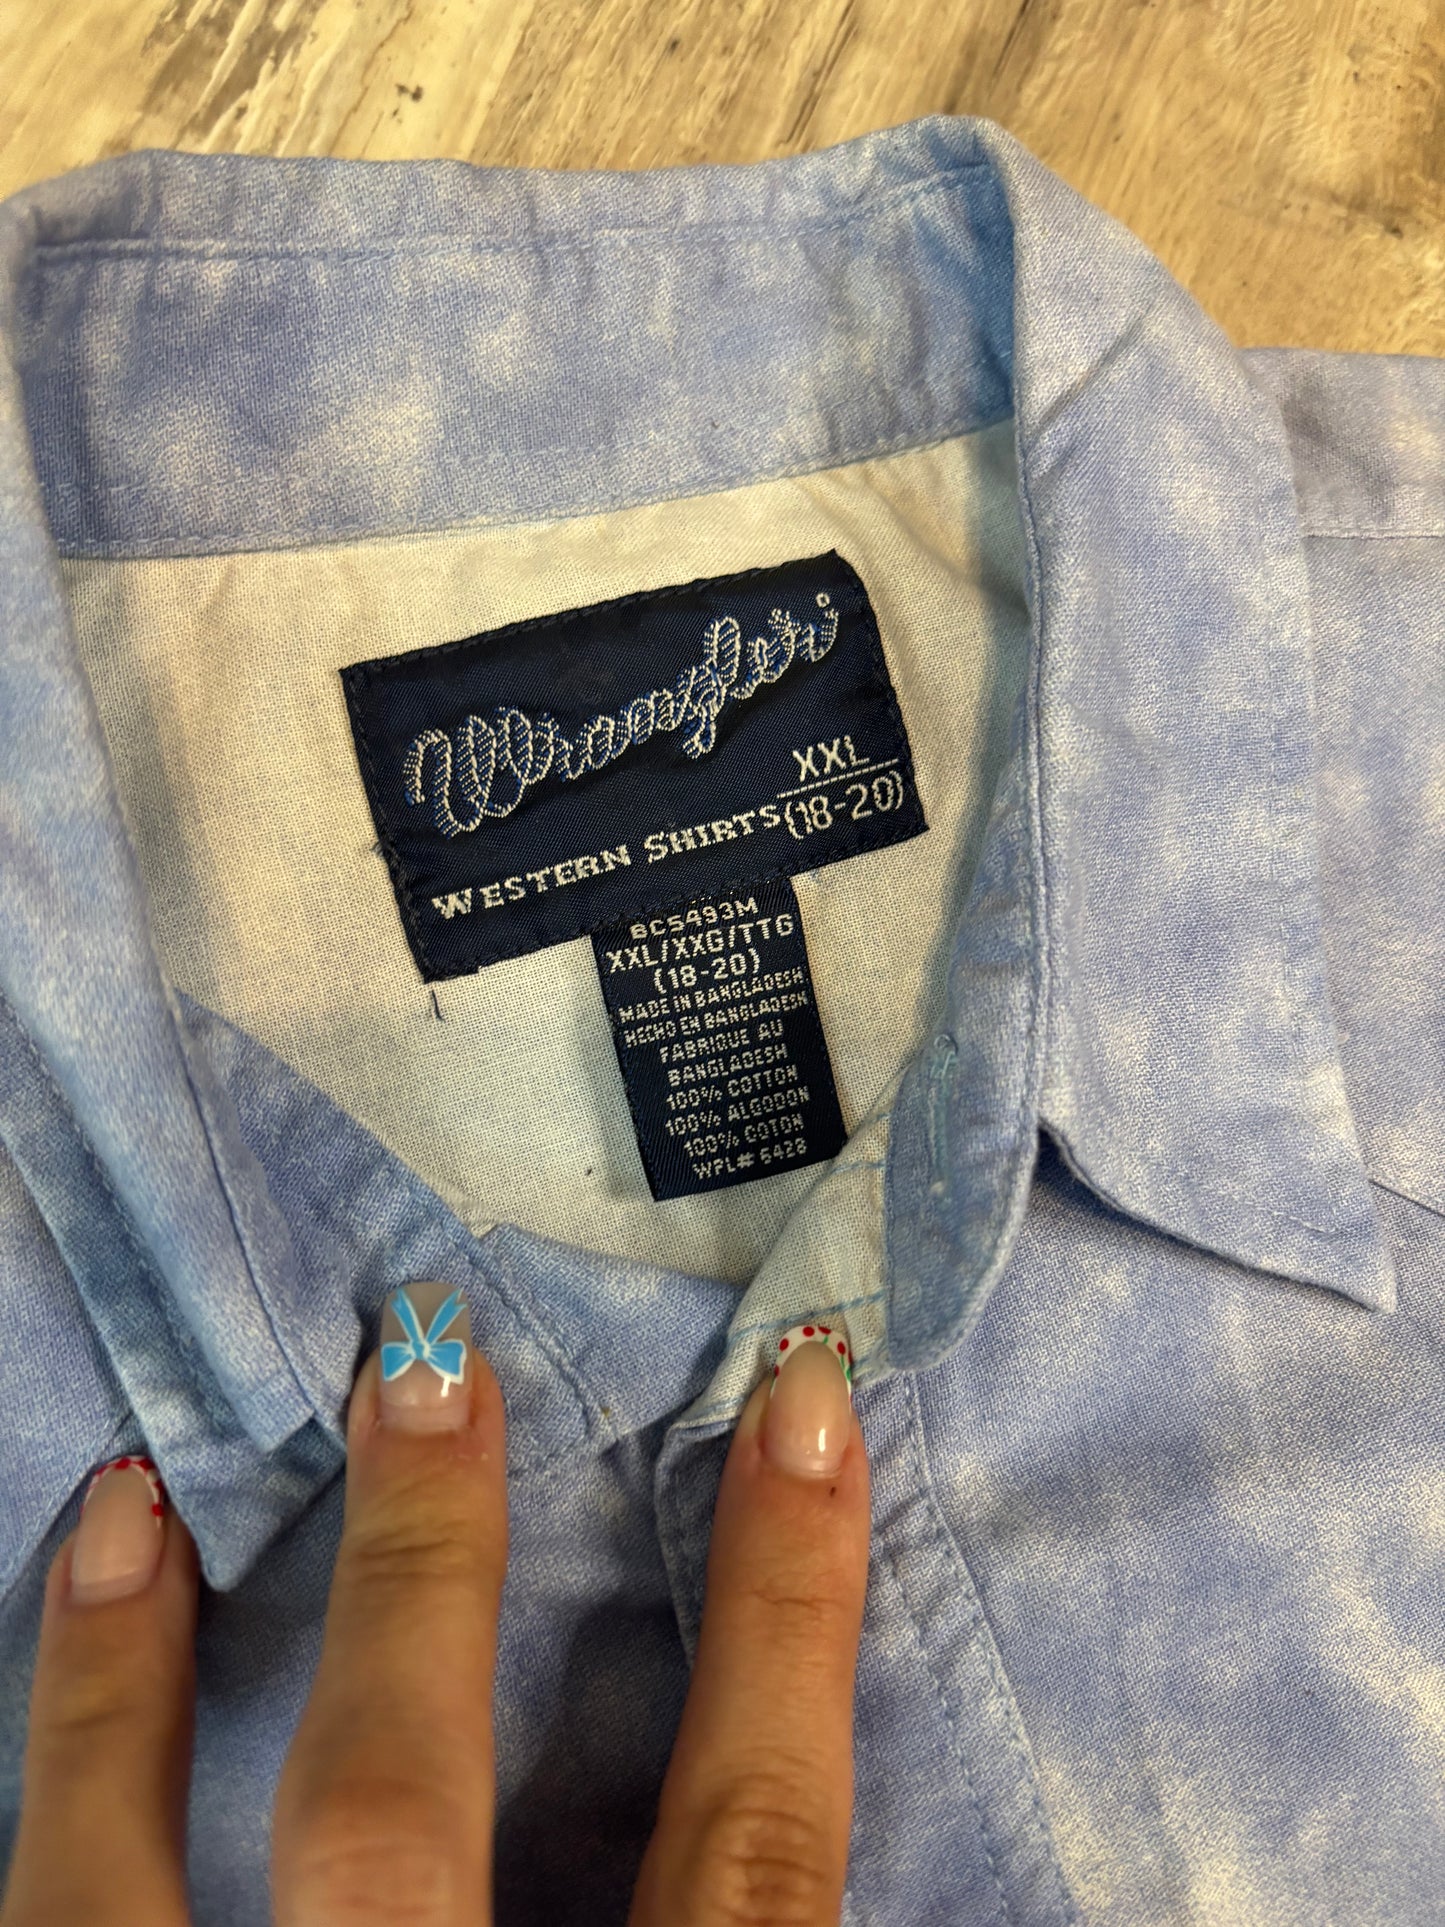 Wrangler®
XXL
WESTERN SHIRTS (18-20)
BC5493M
XXL/XXG/TTG
(18-20)
MADE IN BANGLADESH
HECHO EN BANGLADESH
FABRIQUE AU
BANGLADESH
100% COTTON
100% ALGODON
100% COTON
WPL# 6428